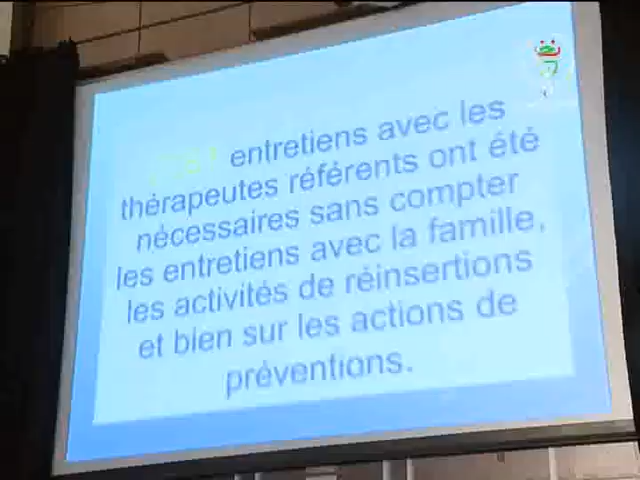 entretiens avec les
thérapeutes référents ont été
nécessaires sans compter
les entretiens avec la famille,
les activités de réinsertions
et bien sur les actions de
préventions.